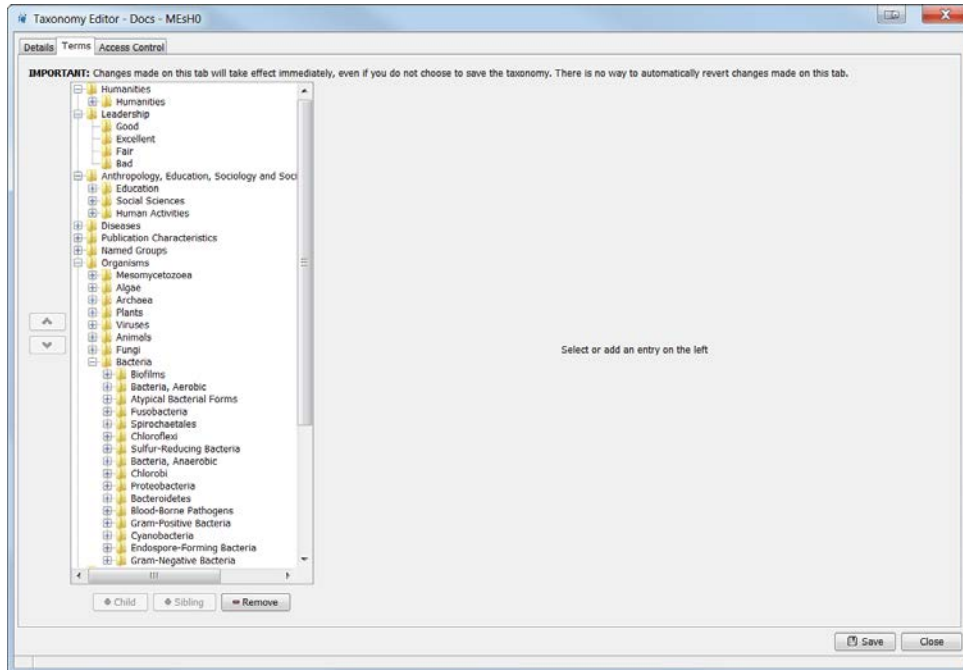 Taxonomy Editor - Docs - MEsH0
Details Terms Access Control
IMPORTANT: Changes made on this tab will take effect immediately, even if you do not choose to save the taxonomy. There is no way to automatically revert changes made on this tab.
Humanities
Humanities
Leadership
Good
Excellent
Fair
Bad
Anthropology, Education, Sociology and Soci
Education
Social Sciences
Human Activities
Diseases
Publication Characteristics
Named Groups
Organisms
Mesomycetozoea
Algae
Archaea
Plants
Viruses
Animals
Fungi
Bacteria
Biofilms
Bacteria, Aerobic
Atypical Bacterial Forms
Fusobacteria
Spirochaetales
Chloroflexi
Sulfur-Reducing Bacteria
Bacteria, Anaerobic
Chlorobi
Proteobacteria
Bacteroidetes
Blood-Borne Pathogens
Gram-Positive Bacteria
Cyanobacteria
Endospore-Forming Bacteria
Gram-Negative Bacteria
Select or add an entry on the left
Child Sibling Remove
Save Close